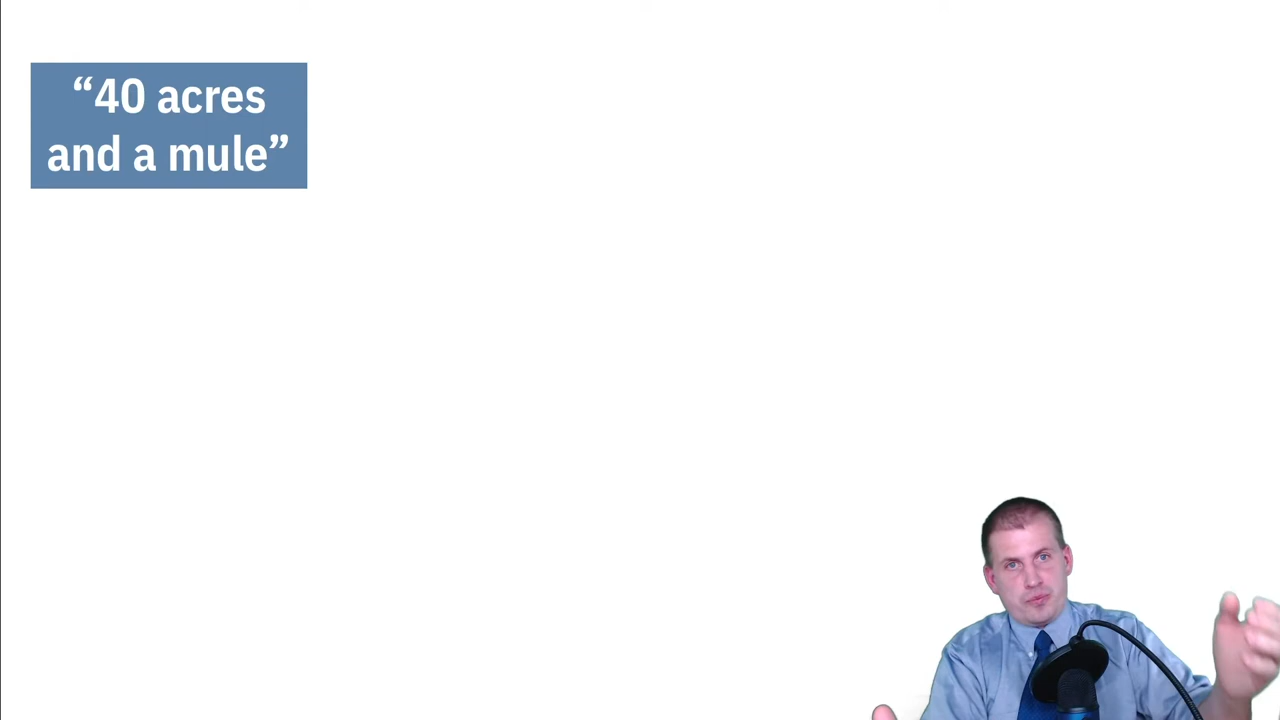 “40 acres
and a mule”